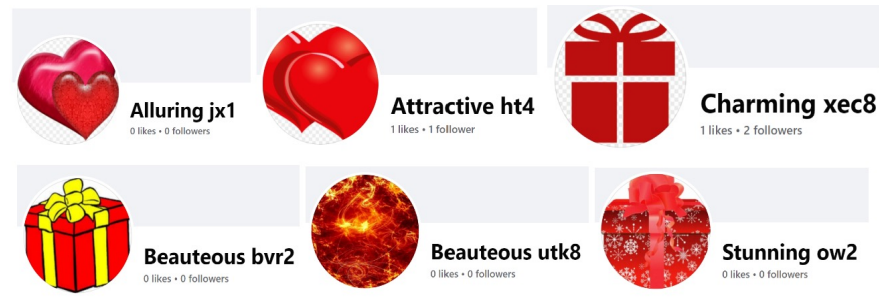 Alluring jx1
0 likes • 0 followers
Attractive ht4
1 likes • 1 follower
Charming xec8
1 likes • 2 followers
Beauteous bvr2
0 likes • 0 followers
Beauteous utk8
0 likes • 0 followers
Stunning ow2
0 likes • 0 followers